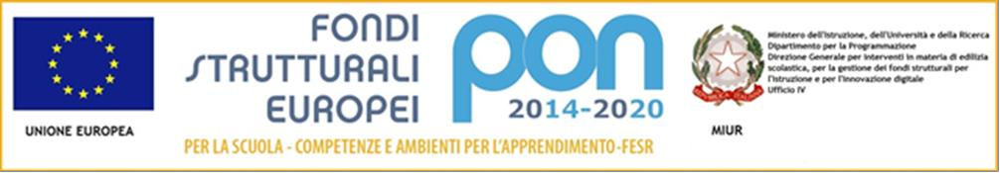 UNIONE EUROPEA
FONDI
STRUTTURALI
EUROPEI
pon
2014-2020
PER LA SCUOLA - COMPETENZE E AMBIENTI PER L'APPRENDIMENTO-FESR
REPVBBLICA ITALIANA
MIUR
Ministero dell'Istruzione, dell'Università e della Ricerca
Dipartimento per la Programmazione
Direzione Generale per interventi in materia di edilizia
scolastica, per la gestione dei fondi strutturali per
l'istruzione e per l'innovazione digitale
Ufficio IV